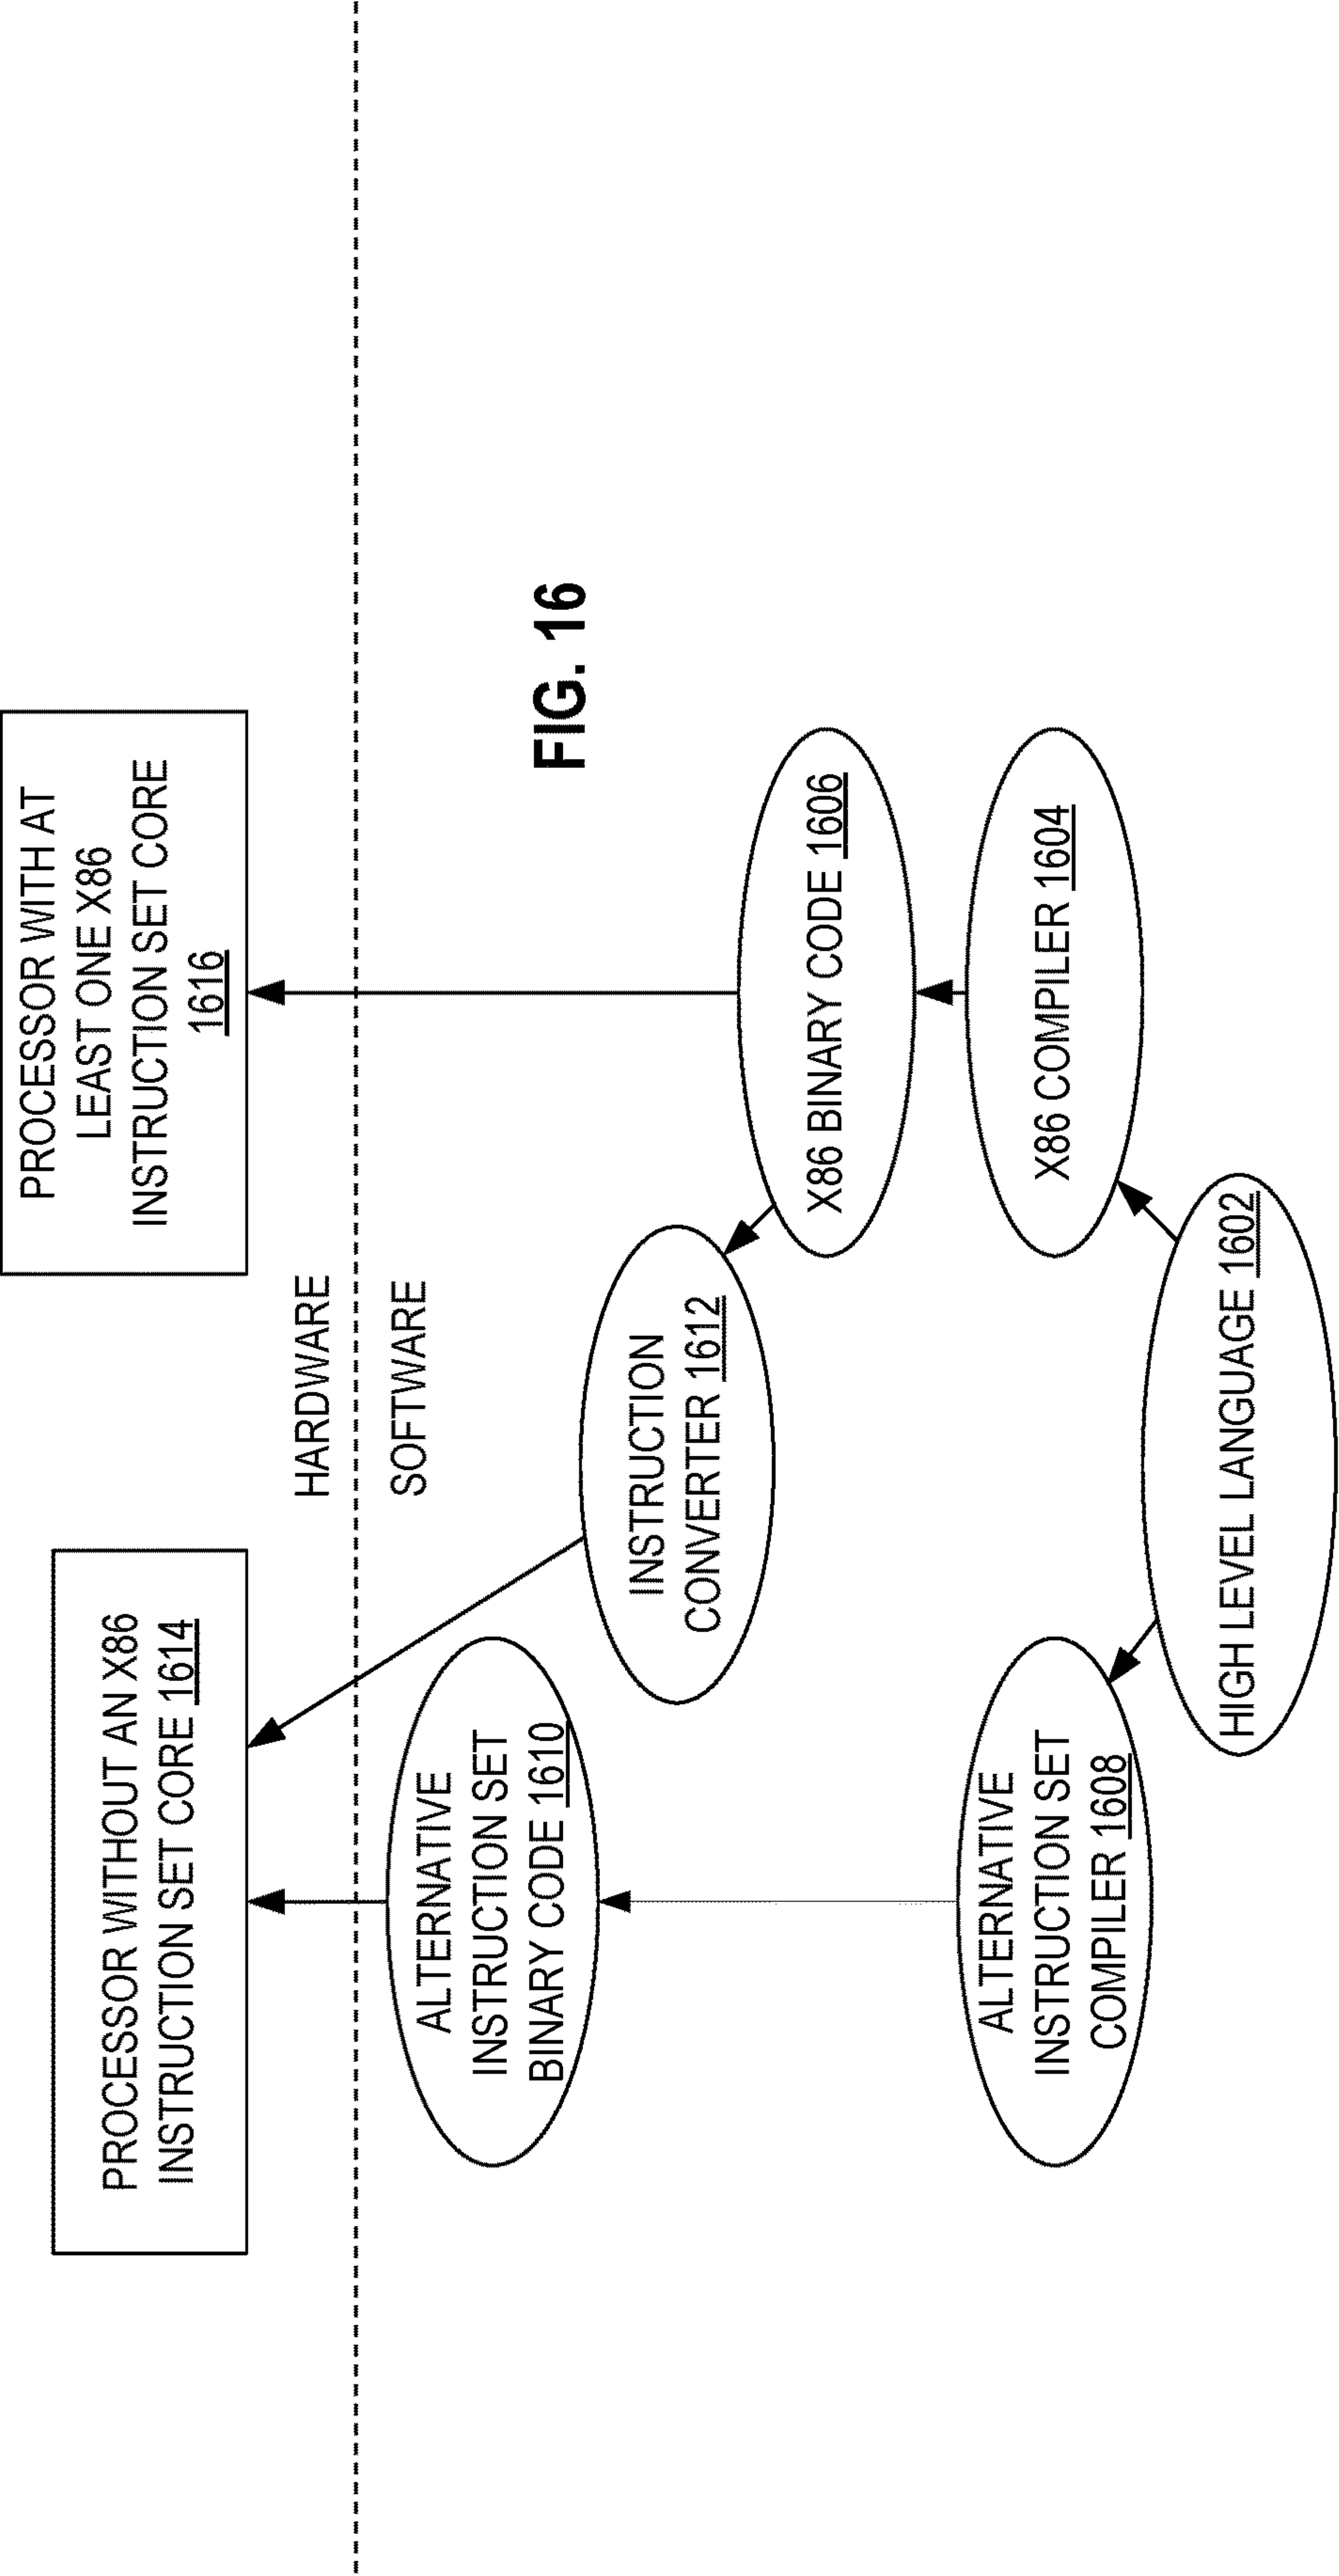 PROCESSOR WITHOUT AN X86
INSTRUCTION SET CORE 1614
PROCESSOR WITH AT
LEAST ONE X86
INSTRUCTION SET CORE
1616
HARDWARE
SOFTWARE
ALTERNATIVE
INSTRUCTION SET
BINARY CODE 1610
INSTRUCTION
CONVERTER 1612
FIG. 16
X86 BINARY CODE 1606
ALTERNATIVE
INSTRUCTION SET
COMPILER 1608
X86 COMPILER 1604
HIGH LEVEL LANGUAGE 1602